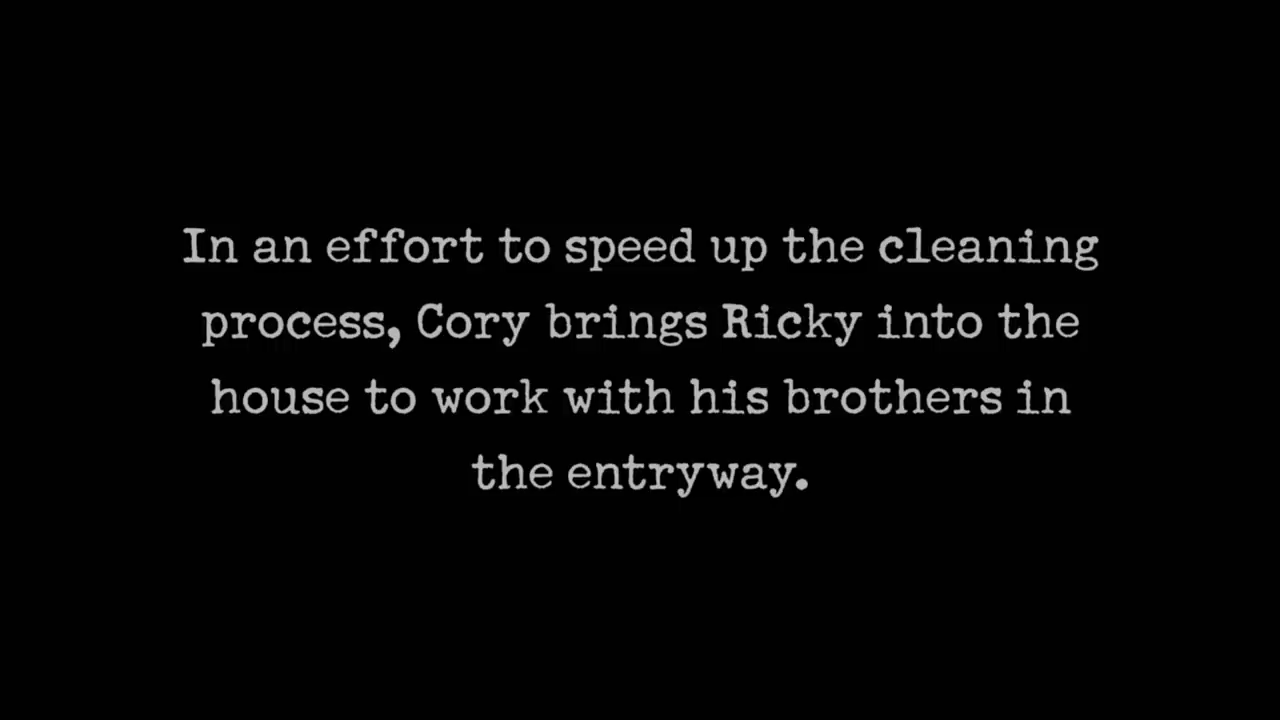 In an effort to speed up the cleaning
process, Cory brings Ricky into the
house to work with his brothers in
the entryway.